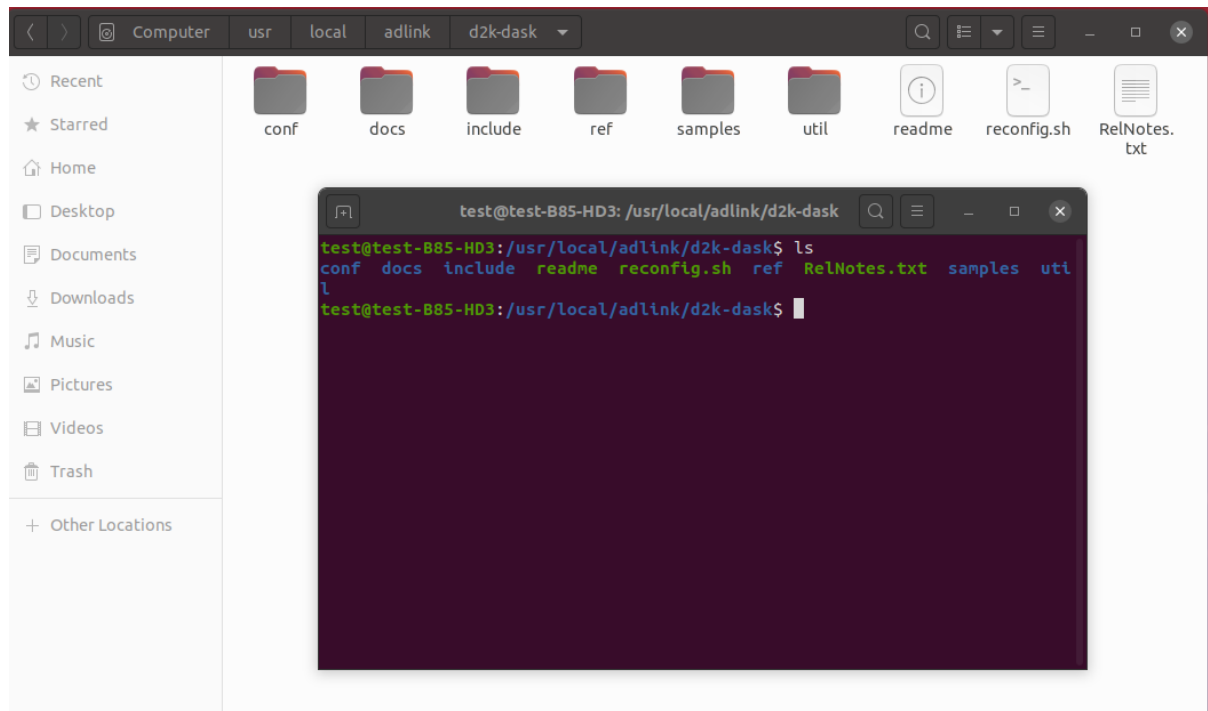 Computer usr local adlink d2k-dask
Recent
Starred
Home
Desktop
Documents
Downloads
Music
Pictures
Videos
Trash
+ Other Locations
conf docs include ref samples util readme reconfig.sh RelNotes.
txt
>_
test@test-B85-HD3: /usr/local/adlink/d2k-dask
test@test-B85-HD3:/usr/local/adlink/d2k-dask$ ls
conf docs include readme reconfig.sh ref RelNotes.txt samples uti
l
test@test-B85-HD3:/usr/local/adlink/d2k-dask$